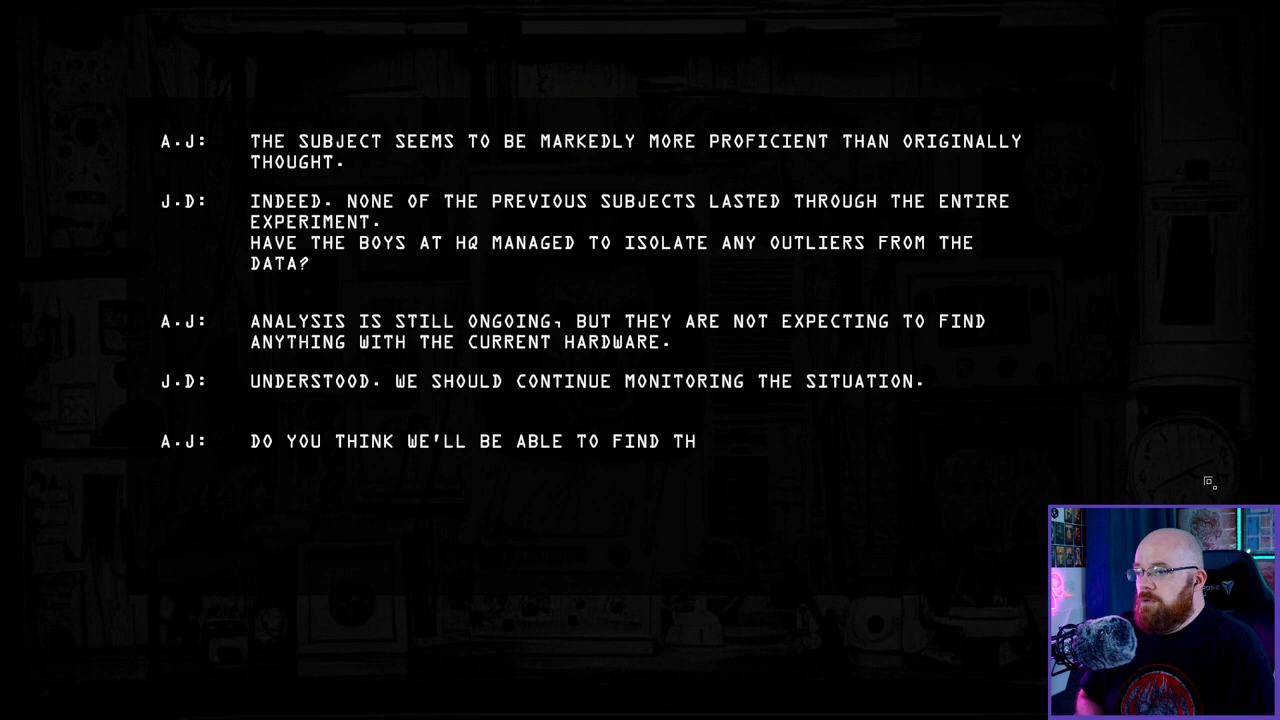 A.J: THE SUBJECT SEEMS TO BE MARKEDLY MORE PROFICIENT THAN ORIGINALLY
THOUGHT.
J.D: INDEED. NONE OF THE PREVIOUS SUBJECTS LASTED THROUGH THE ENTIRE
EXPERIMENT.
HAVE THE BOYS AT HQ MANAGED TO ISOLATE ANY OUTLIERS FROM THE
DATA?
A.J: ANALYSIS IS STILL ONGOING, BUT THEY ARE NOT EXPECTING TO FIND
ANYTHING WITH THE CURRENT HARDWARE.
J.D: UNDERSTOOD. WE SHOULD CONTINUE MONITORING THE SITUATION.
A.J: DO YOU THINK WE'LL BE ABLE TO FIND TH